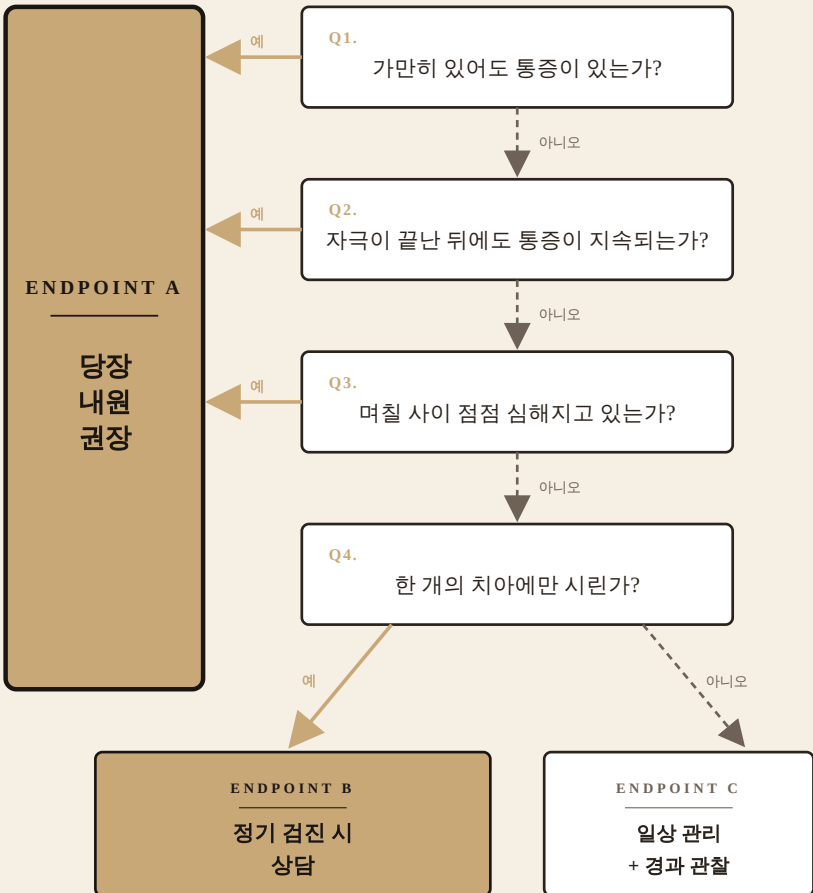 예
Q1.
가만히 있어도 통증이 있는가?
아니오
예
Q2.
자극이 끝난 뒤에도 통증이 지속되는가?
아니오
ENDPOINT A
당장
내원
권장
예
Q3.
며칠 사이 점점 심해지고 있는가?
아니오
Q4.
한 개의 치아에만 시린가?
예
아니오
ENDPOINT B
정기 검진 시
상담
ENDPOINT C
일상 관리
+ 경과 관찰